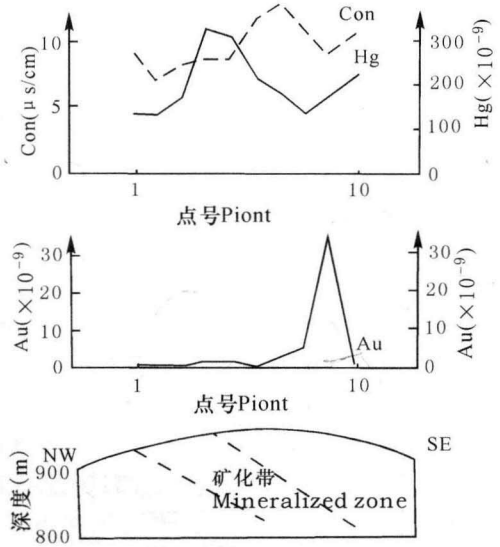 Con
10
5
0
Con(μ s/cm)
Hg
300
200
100
0
Hg(×10⁻⁹)
1
10
点号Piont
30
20
10
0
Au(×10⁻⁹)
30
20
10
0
Au(×10⁻⁹)
Au
1
10
点号Piont
NW
SE
900
800
深度(m)
矿化带
Mineralized zone